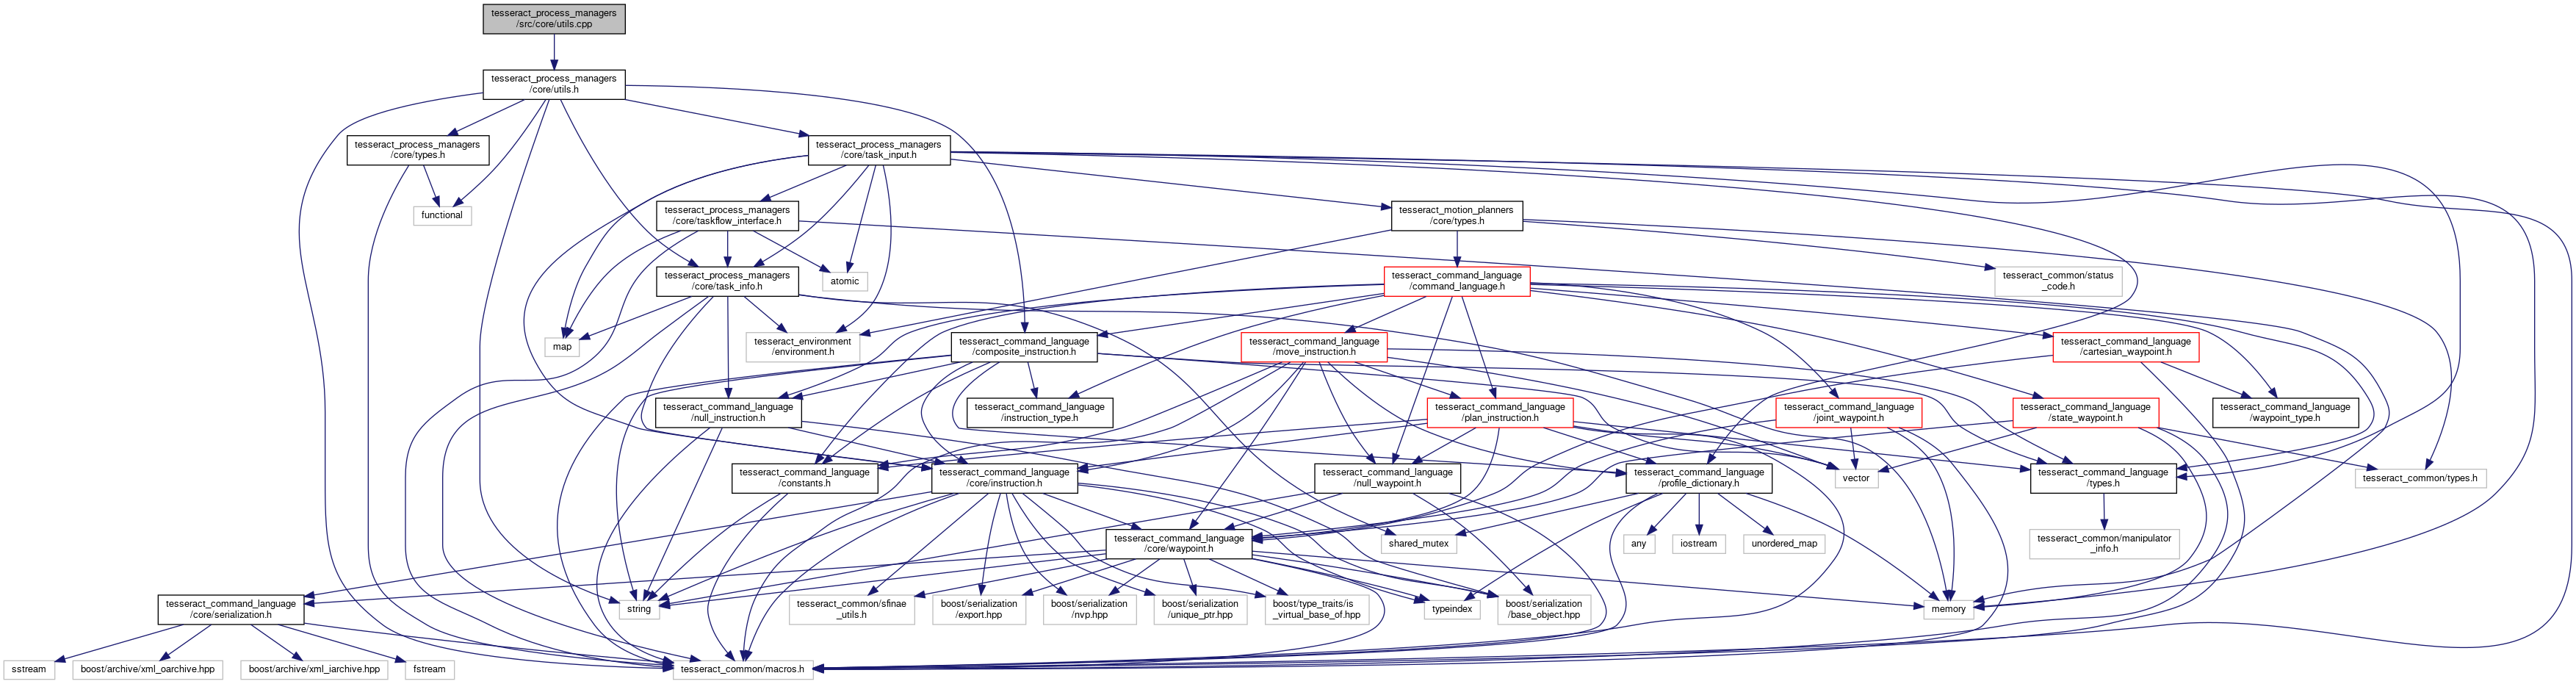 tesseract_process_managers
/src/core/utils.cpp
tesseract_process_managers
/core/utils.h
tesseract_process_managers
/core/types.h
tesseract_process_managers
/core/task_input.h
functional
tesseract_process_managers
/core/taskflow_interface.h
tesseract_motion_planners
/core/types.h
tesseract_process_managers
/core/task_info.h
atomic
tesseract_command_language
/command_language.h
tesseract_common/status
_code.h
map
tesseract_environment
/environment.h
tesseract_command_language
/composite_instruction.h
tesseract_command_language
/move_instruction.h
tesseract_command_language
/cartesian_waypoint.h
tesseract_command_language
/null_instruction.h
tesseract_command_language
/instruction_type.h
tesseract_command_language
/plan_instruction.h
tesseract_command_language
/joint_waypoint.h
tesseract_command_language
/state_waypoint.h
tesseract_command_language
/waypoint_type.h
tesseract_command_language
/constants.h
tesseract_command_language
/core/instruction.h
tesseract_command_language
/null_waypoint.h
tesseract_command_language
/profile_dictionary.h
vector
tesseract_command_language
/types.h
tesseract_common/types.h
tesseract_command_language
/core/waypoint.h
shared_mutex
any
iostream
unordered_map
tesseract_common/manipulator
_info.h
tesseract_command_language
/core/serialization.h
string
tesseract_common/sfinae
_utils.h
boost/serialization
/export.hpp
boost/serialization
/nvp.hpp
boost/serialization
/unique_ptr.hpp
boost/type_traits/is
_virtual_base_of.hpp
typeindex
boost/serialization
/base_object.hpp
memory
sstream
boost/archive/xml_oarchive.hpp
boost/archive/xml_iarchive.hpp
fstream
tesseract_common/macros.h